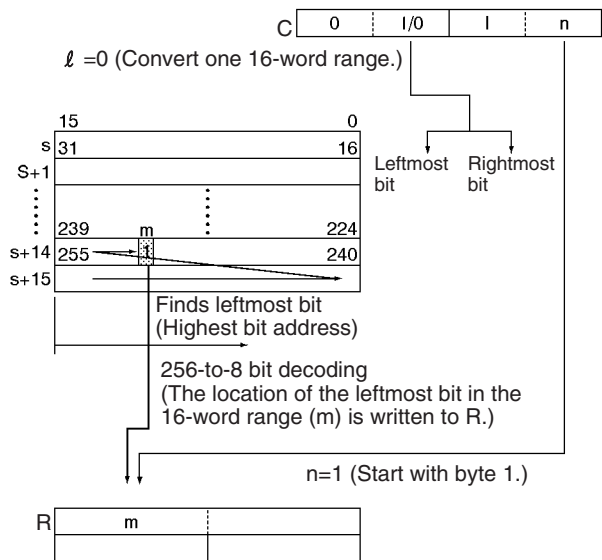 C 0 I/0 l n
ℓ =0 (Convert one 16-word range.)
15 0
s 31 16
S+1
Leftmost bit
Rightmost bit
239 m 224
s+14 255 1 240
s+15
Finds leftmost bit
(Highest bit address)
256-to-8 bit decoding
(The location of the leftmost bit in the
16-word range (m) is written to R.)
n=1 (Start with byte 1.)
R m